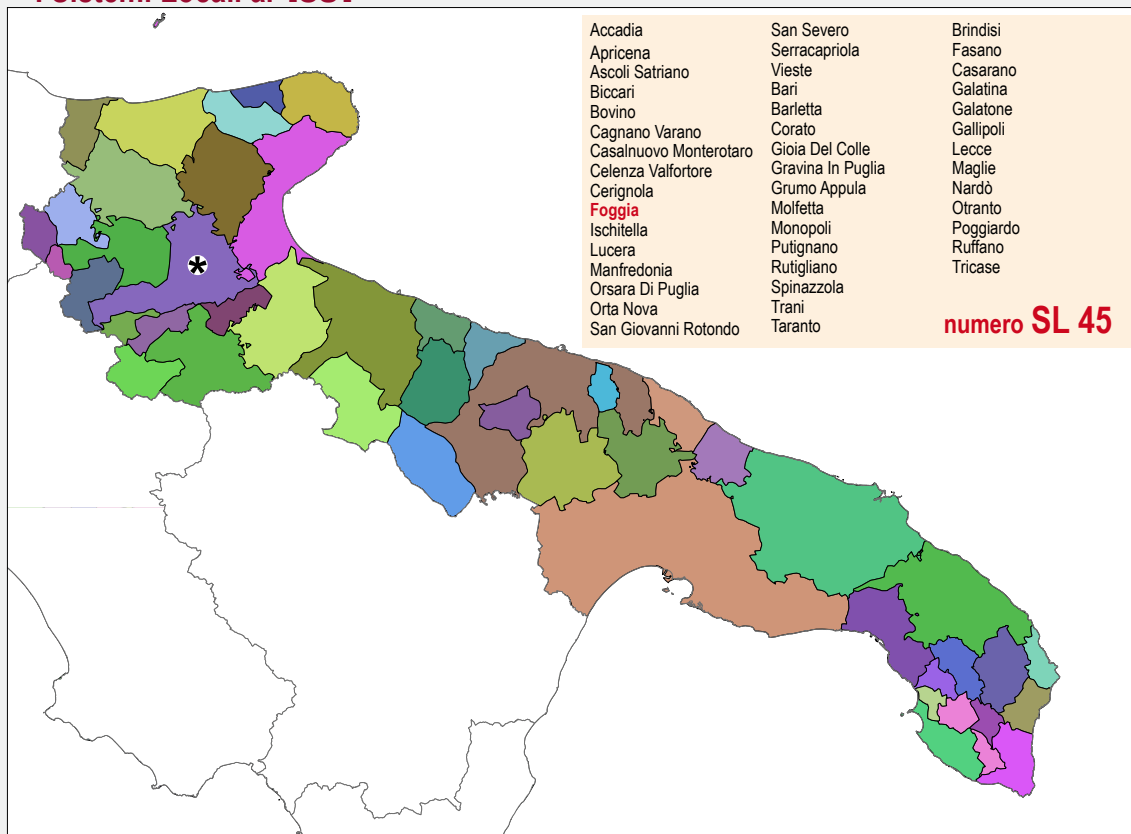 Accadia
Apricena
Ascoli Satriano
Biccari
Bovino
Cagnano Varano
Casalnuovo Monterotaro
Celenza Valfortore
Cerignola
Foggia
Ischitella
Lucera
Manfredonia
Orsara Di Puglia
Orta Nova
San Giovanni Rotondo
San Severo
Serracapriola
Vieste
Bari
Barletta
Corato
Gioia Del Colle
Gravina In Puglia
Grumo Appula
Molfetta
Monopoli
Putignano
Rutigliano
Spinazzola
Trani
Taranto
Brindisi
Fasano
Casarano
Galatina
Galatone
Gallipoli
Lecce
Maglie
Nardò
Otranto
Poggiardo
Ruffano
Tricase
numero SL 45